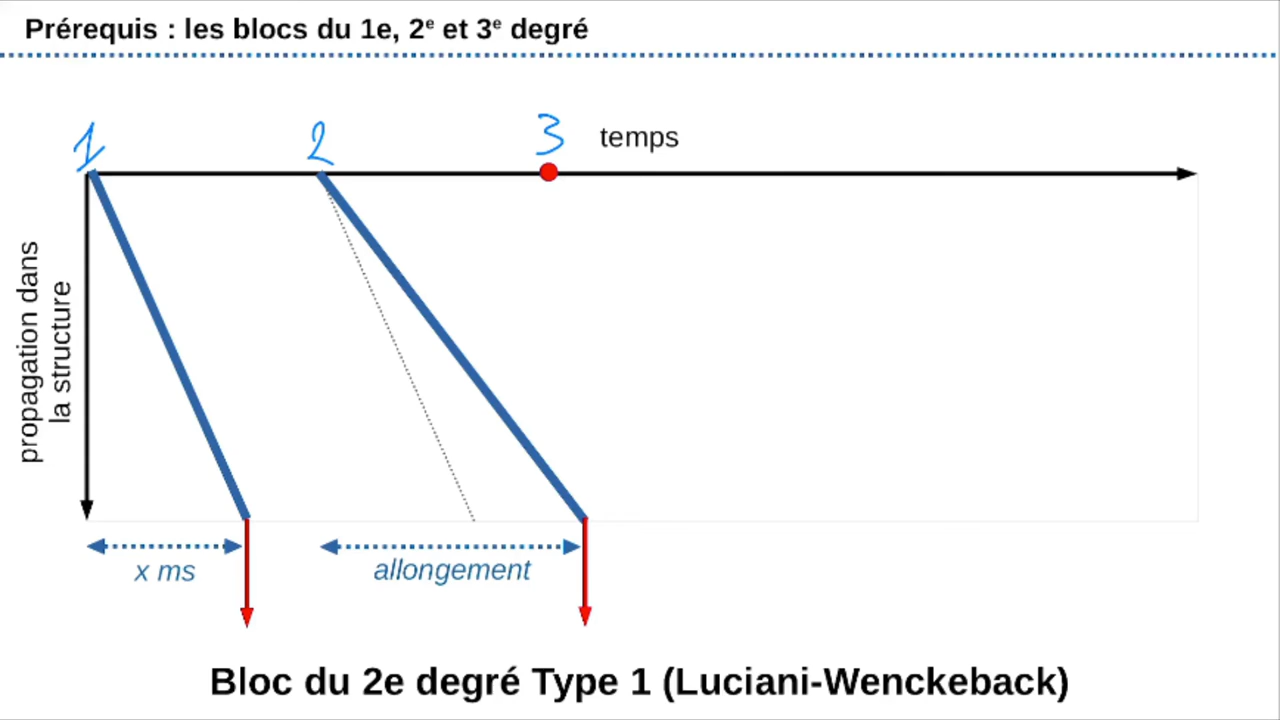 Prérequis : les blocs du 1e, 2e et 3e degré
1
2
3
temps
propagation dans
la structure
x ms
allongement
Bloc du 2e degré Type 1 (Luciani-Wenckeback)